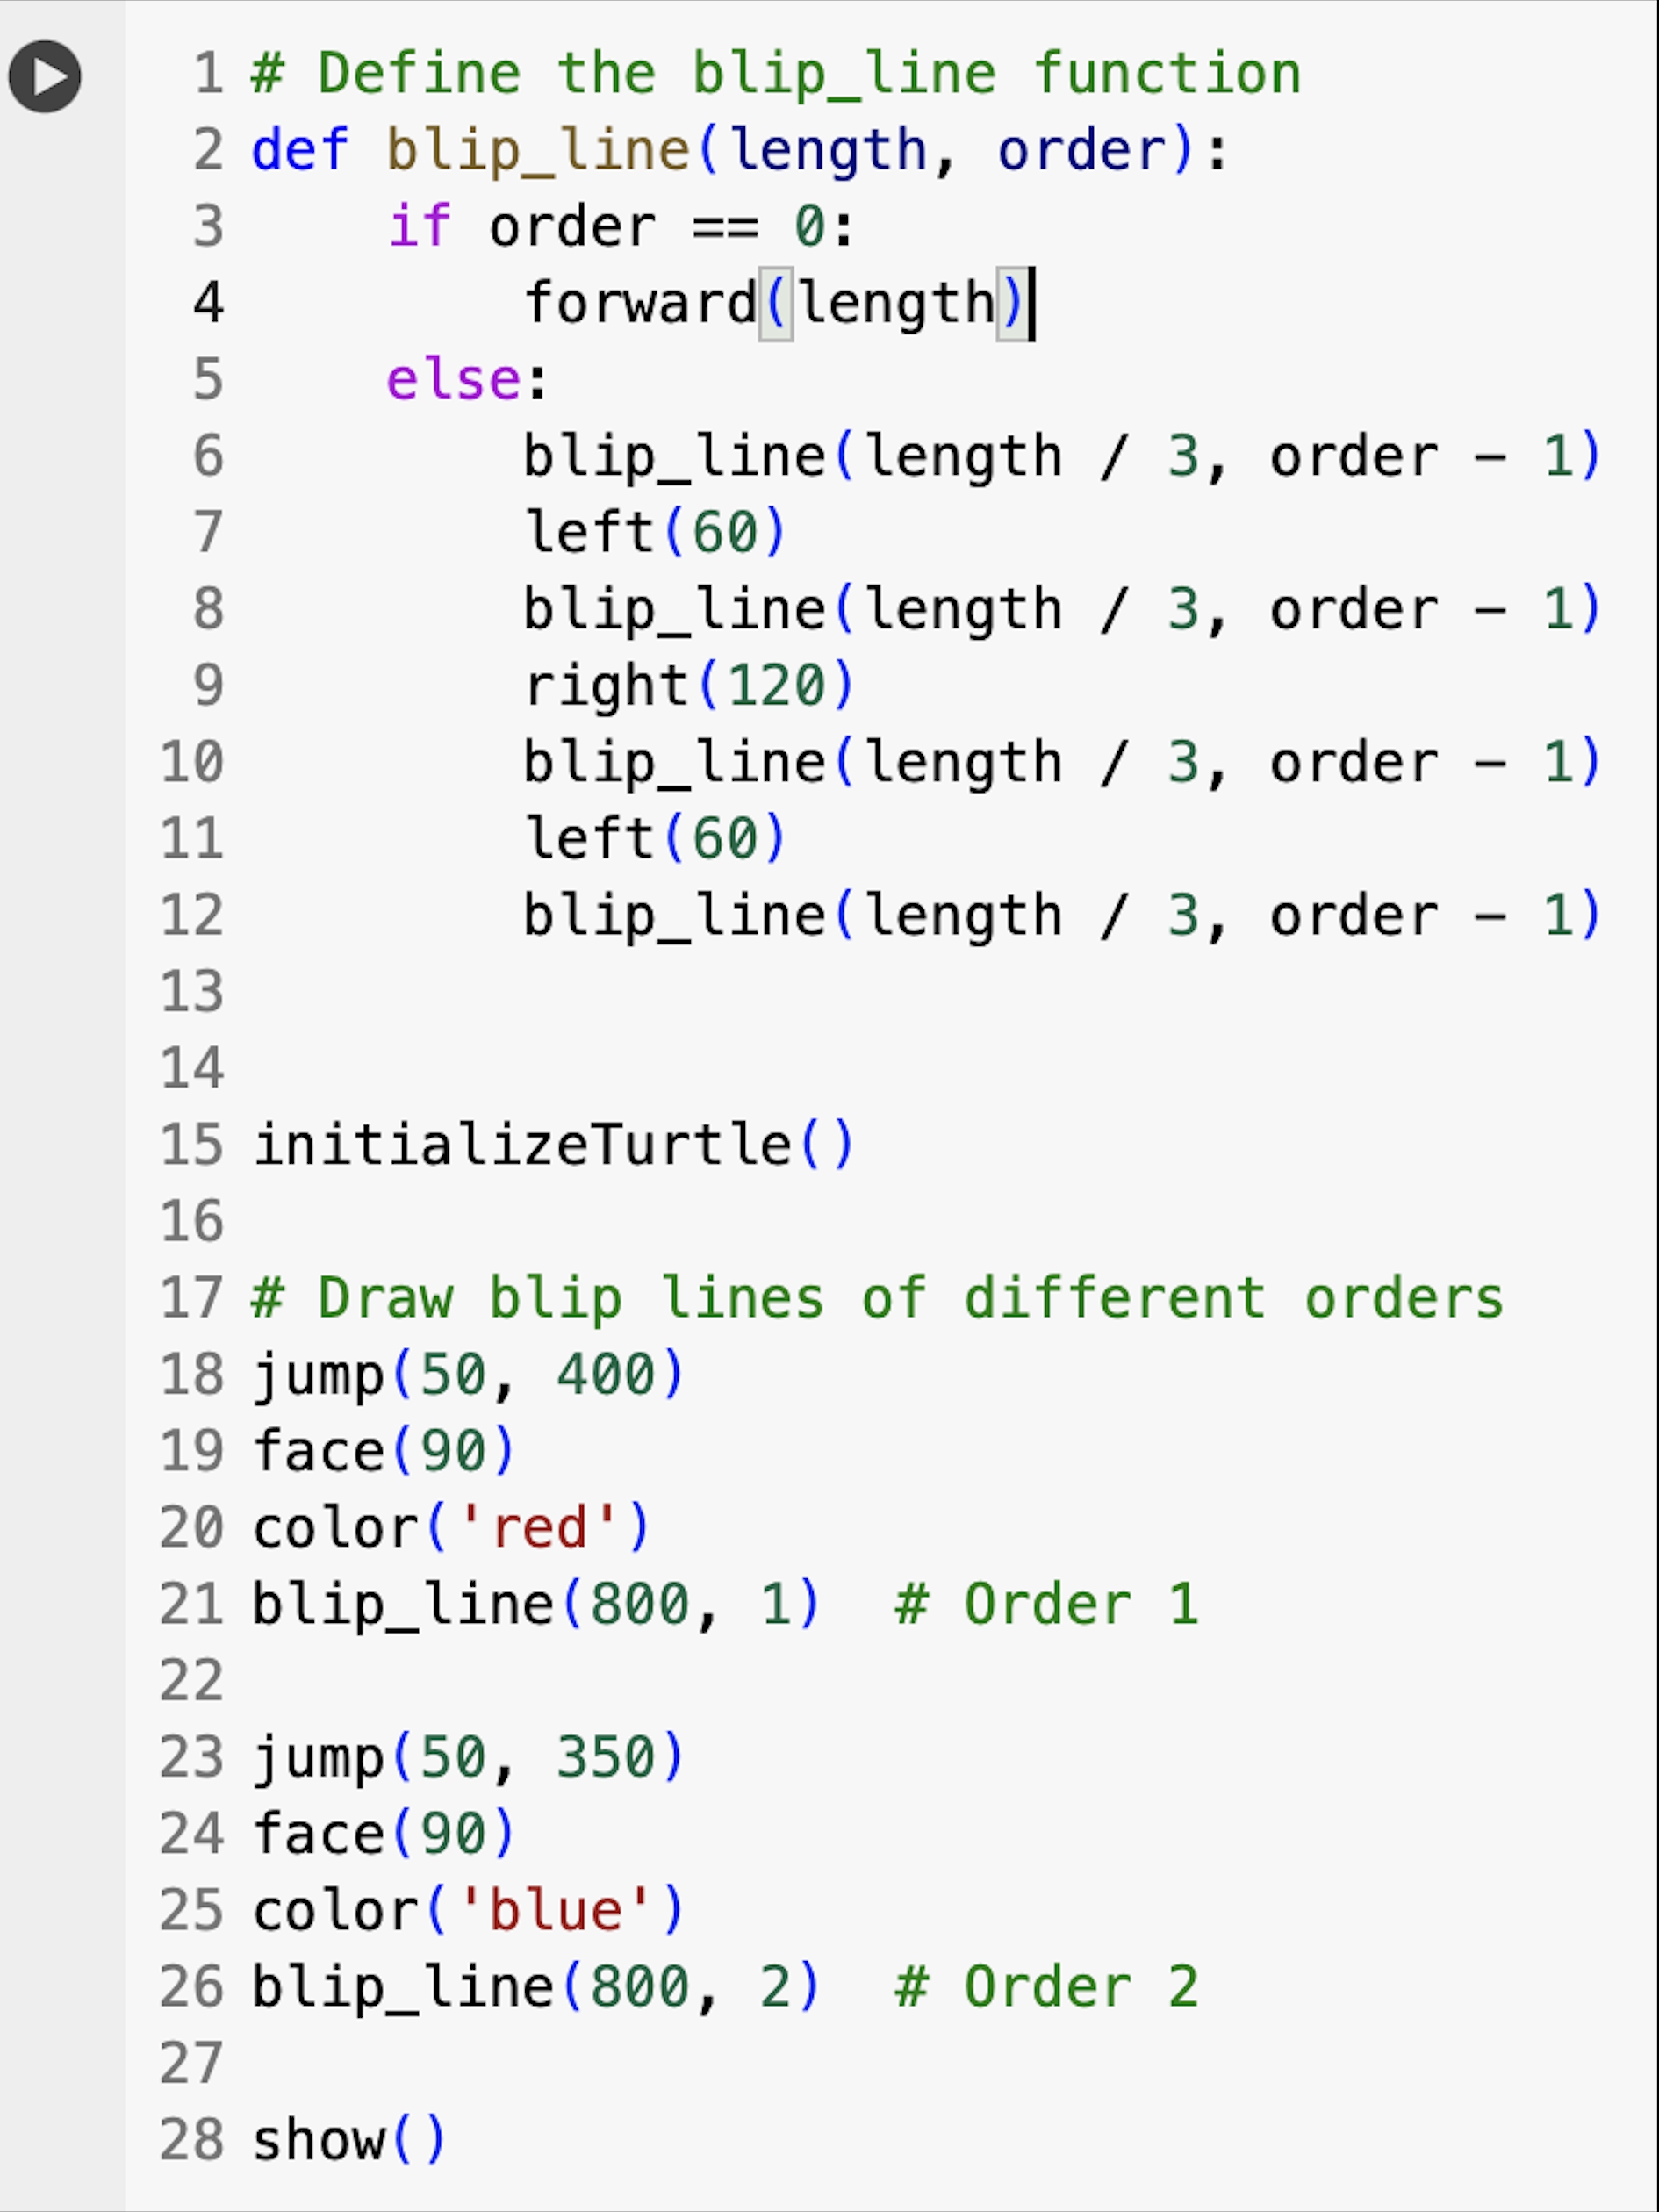 1 # Define the blip_line function
2 def blip_line(length, order):
3     if order == 0:
4         forward(length)
5     else:
6         blip_line(length / 3, order - 1)
7         left(60)
8         blip_line(length / 3, order - 1)
9         right(120)
10         blip_line(length / 3, order - 1)
11         left(60)
12         blip_line(length / 3, order - 1)
13
14
15 initializeTurtle()
16
17 # Draw blip lines of different orders
18 jump(50, 400)
19 face(90)
20 color('red')
21 blip_line(800, 1)  # Order 1
22
23 jump(50, 350)
24 face(90)
25 color('blue')
26 blip_line(800, 2)  # Order 2
27
28 show()